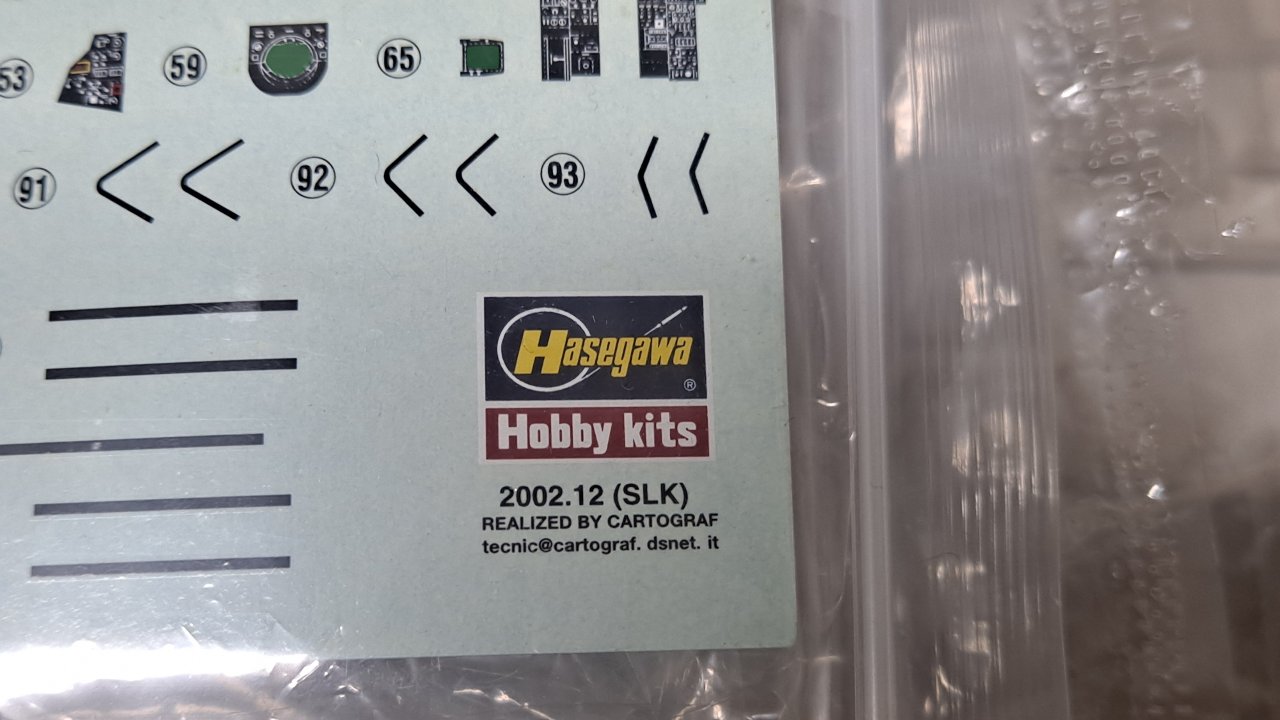 53 59 65
91 92 93
Hasegawa
®
Hobby kits
2002.12 (SLK)
REALIZED BY CARTOGRAF
tecnic@cartograf. dsnet. it